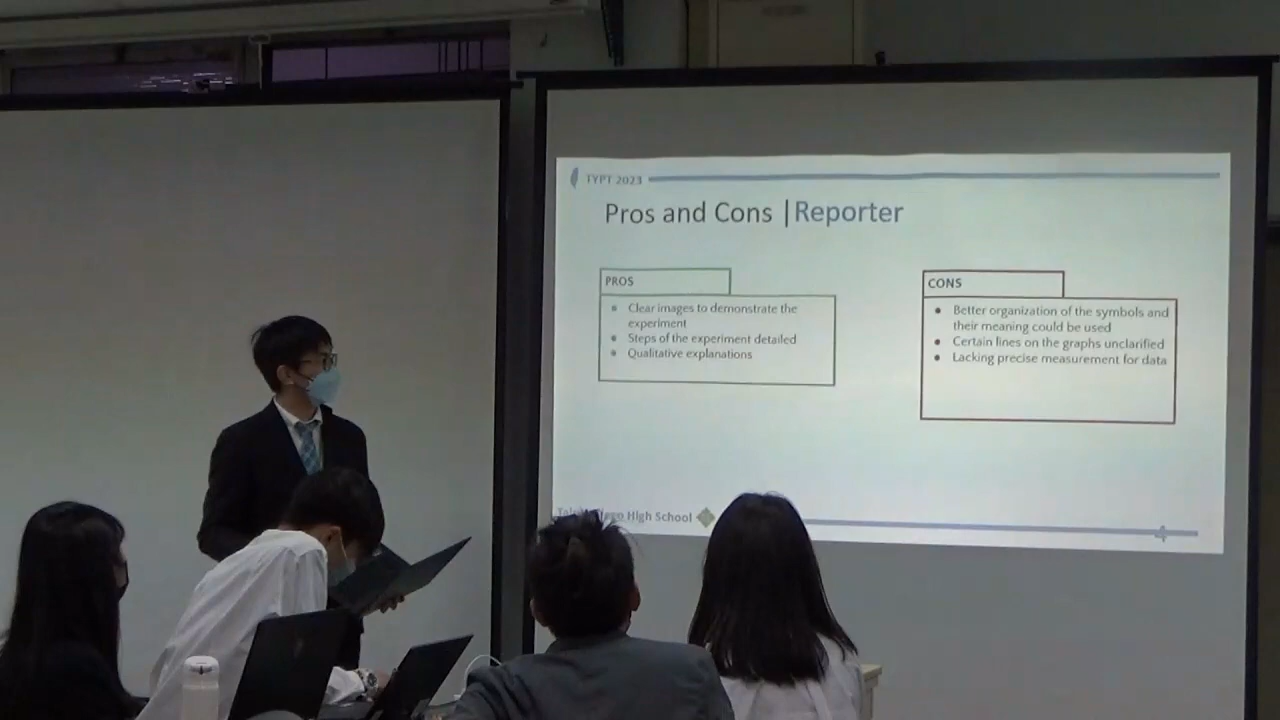 TYPT 2023
Pros and Cons |Reporter
PROS
Clear images to demonstrate the
experiment
Steps of the experiment detailed
Qualitative explanations
CONS
Better organization of the symbols and
their meaning could be used
Certain lines on the graphs unclarified
Lacking precise measurement for data
High School
4